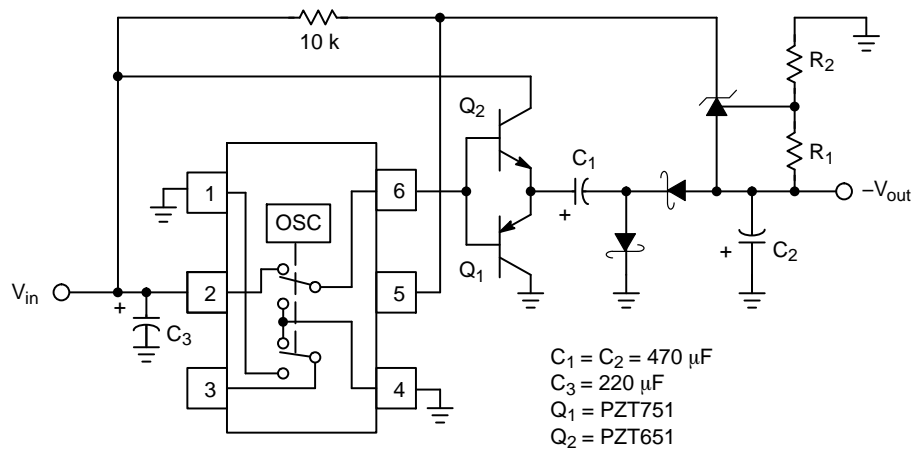 10 k
R2
Q2
C1
R1
1
6
OSC
–Vout
+
Q1
+
C2
Vin
2
5
+
C3
3
4
C1 = C2 = 470 μF
C3 = 220 μF
Q1 = PZT751
Q2 = PZT651